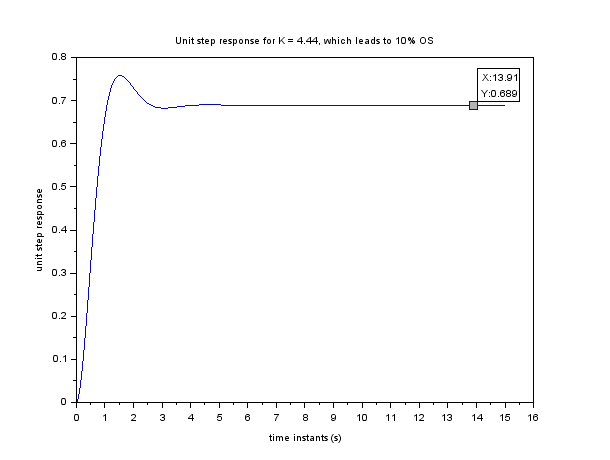 Unit step response for K = 4.44, which leads to 10% OS
0.8
0.7
0.6
0.5
0.4
0.3
0.2
0.1
0
unit step response
X:13.91
Y:0.689
0 1 2 3 4 5 6 7 8 9 10 11 12 13 14 15 16
time instants (s)